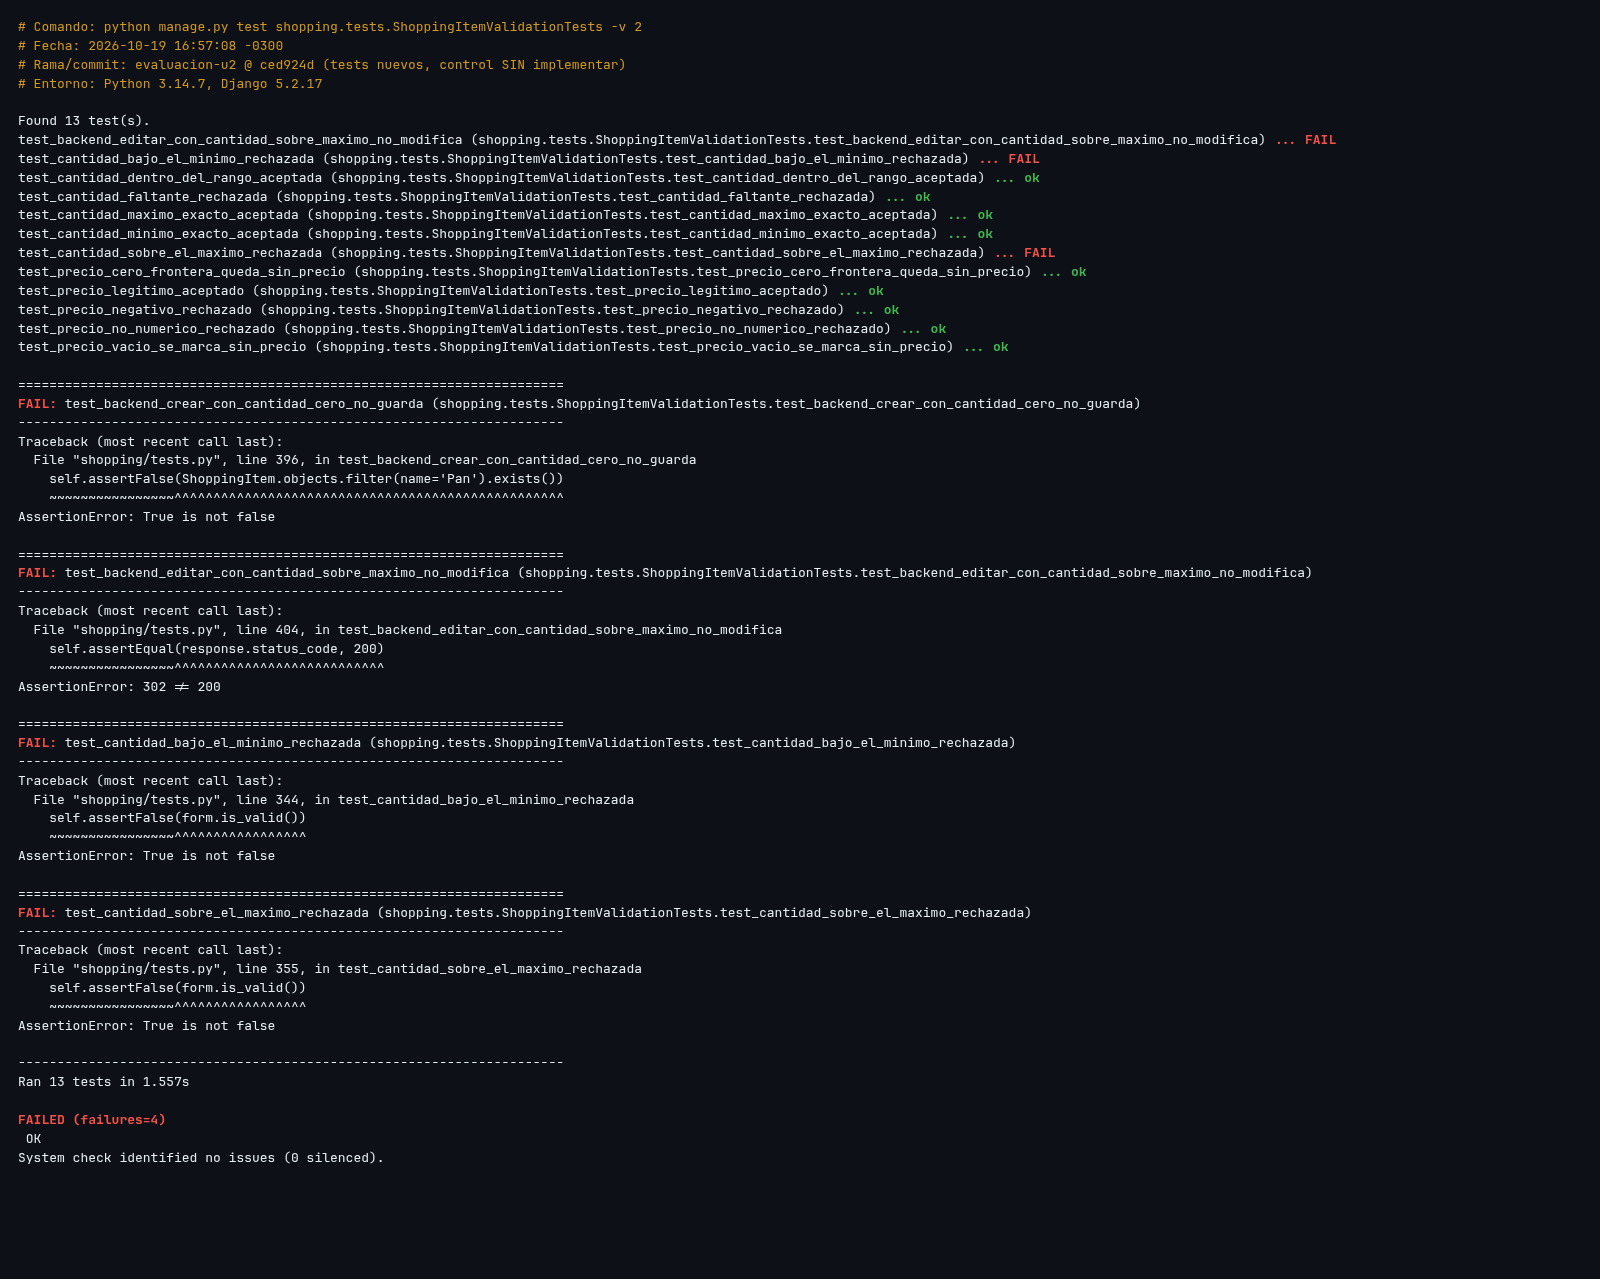 # Comando: python manage.py test shopping.tests.ShoppingItemValidationTests -v 2
# Fecha: 2026-10-19 16:57:08 -0300
# Rama/commit: evaluacion-u2 @ ced924d (tests nuevos, control SIN implementar)
# Entorno: Python 3.14.7, Django 5.2.17
Found 13 test(s).
test_backend_editar_con_cantidad_sobre_maximo_no_modifica (shopping.tests.ShoppingItemValidationTests.test_backend_editar_con_cantidad_sobre_maximo_no_modifica) ... FAIL
test_cantidad_bajo_el_minimo_rechazada (shopping.tests.ShoppingItemValidationTests.test_cantidad_bajo_el_minimo_rechazada) ... FAIL
test_cantidad_dentro_del_rango_aceptada (shopping.tests.ShoppingItemValidationTests.test_cantidad_dentro_del_rango_aceptada) ... ok
test_cantidad_faltante_rechazada (shopping.tests.ShoppingItemValidationTests.test_cantidad_faltante_rechazada) ... ok
test_cantidad_maximo_exacto_aceptada (shopping.tests.ShoppingItemValidationTests.test_cantidad_maximo_exacto_aceptada) ... ok
test_cantidad_minimo_exacto_aceptada (shopping.tests.ShoppingItemValidationTests.test_cantidad_minimo_exacto_aceptada) ... ok
test_cantidad_sobre_el_maximo_rechazada (shopping.tests.ShoppingItemValidationTests.test_cantidad_sobre_el_maximo_rechazada) ... FAIL
test_precio_cero_frontera_queda_sin_precio (shopping.tests.ShoppingItemValidationTests.test_precio_cero_frontera_queda_sin_precio) ... ok
test_precio_legitimo_aceptado (shopping.tests.ShoppingItemValidationTests.test_precio_legitimo_aceptado) ... ok
test_precio_negativo_rechazado (shopping.tests.ShoppingItemValidationTests.test_precio_negativo_rechazado) ... ok
test_precio_no_numerico_rechazado (shopping.tests.ShoppingItemValidationTests.test_precio_no_numerico_rechazado) ... ok
test_precio_vacio_se_marca_sin_precio (shopping.tests.ShoppingItemValidationTests.test_precio_vacio_se_marca_sin_precio) ... ok
======================================================================
FAIL: test_backend_crear_con_cantidad_cero_no_guarda (shopping.tests.ShoppingItemValidationTests.test_backend_crear_con_cantidad_cero_no_guarda)
----------------------------------------------------------------------
Traceback (most recent call last):
  File "shopping/tests.py", line 396, in test_backend_crear_con_cantidad_cero_no_guarda
    self.assertFalse(ShoppingItem.objects.filter(name='Pan').exists())
    ~~~~~~~~~~~~~~~~^^^^^^^^^^^^^^^^^^^^^^^^^^^^^^^^^^^^^^^^^^^^^^^^^^
AssertionError: True is not false
======================================================================
FAIL: test_backend_editar_con_cantidad_sobre_maximo_no_modifica (shopping.tests.ShoppingItemValidationTests.test_backend_editar_con_cantidad_sobre_maximo_no_modifica)
----------------------------------------------------------------------
Traceback (most recent call last):
  File "shopping/tests.py", line 404, in test_backend_editar_con_cantidad_sobre_maximo_no_modifica
    self.assertEqual(response.status_code, 200)
    ~~~~~~~~~~~~~~~~^^^^^^^^^^^^^^^^^^^^^^^^^^^
AssertionError: 302 != 200
======================================================================
FAIL: test_cantidad_bajo_el_minimo_rechazada (shopping.tests.ShoppingItemValidationTests.test_cantidad_bajo_el_minimo_rechazada)
----------------------------------------------------------------------
Traceback (most recent call last):
  File "shopping/tests.py", line 344, in test_cantidad_bajo_el_minimo_rechazada
    self.assertFalse(form.is_valid())
    ~~~~~~~~~~~~~~~~^^^^^^^^^^^^^^^^^
AssertionError: True is not false
======================================================================
FAIL: test_cantidad_sobre_el_maximo_rechazada (shopping.tests.ShoppingItemValidationTests.test_cantidad_sobre_el_maximo_rechazada)
----------------------------------------------------------------------
Traceback (most recent call last):
  File "shopping/tests.py", line 355, in test_cantidad_sobre_el_maximo_rechazada
    self.assertFalse(form.is_valid())
    ~~~~~~~~~~~~~~~~^^^^^^^^^^^^^^^^^
AssertionError: True is not false
----------------------------------------------------------------------
Ran 13 tests in 1.557s
FAILED (failures=4)
 OK
System check identified no issues (0 silenced).